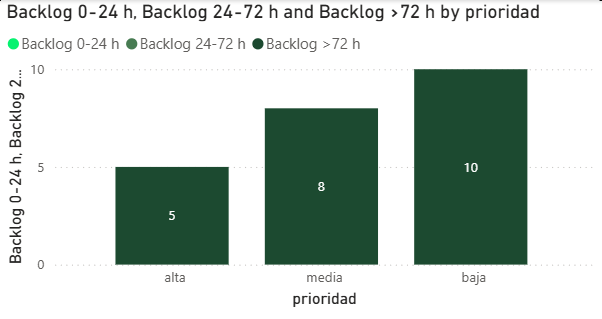 Backlog 0-24 h, Backlog 24-72 h and Backlog >72 h by prioridad
Backlog 0-24 h Backlog 24-72 h Backlog >72 h
Backlog 0-24 h, Backlog 2...
10
5
0
5
8
10
alta media baja
prioridad